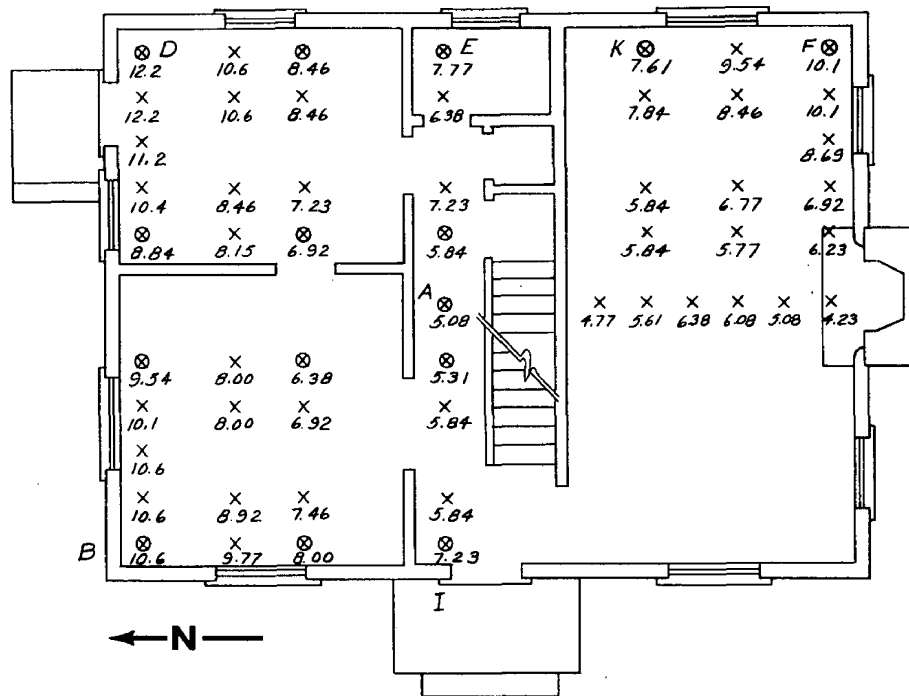 D E K F
12.2 10.6 8.46 7.77 7.61 9.54 10.1
12.2 10.6 8.46 6.38 7.84 8.46 10.1
11.2 8.69
10.4 8.46 7.23 7.23 5.84 6.77 6.92
8.84 8.15 6.92 5.84 5.84 5.77 6.23
A
5.08 4.77 5.61 6.38 6.08 5.08 4.23
9.54 8.00 6.38 5.31
10.1 8.00 6.92 5.84
10.6
10.6 8.92 7.46 5.84
B
10.6 9.77 8.00 7.23
I
N